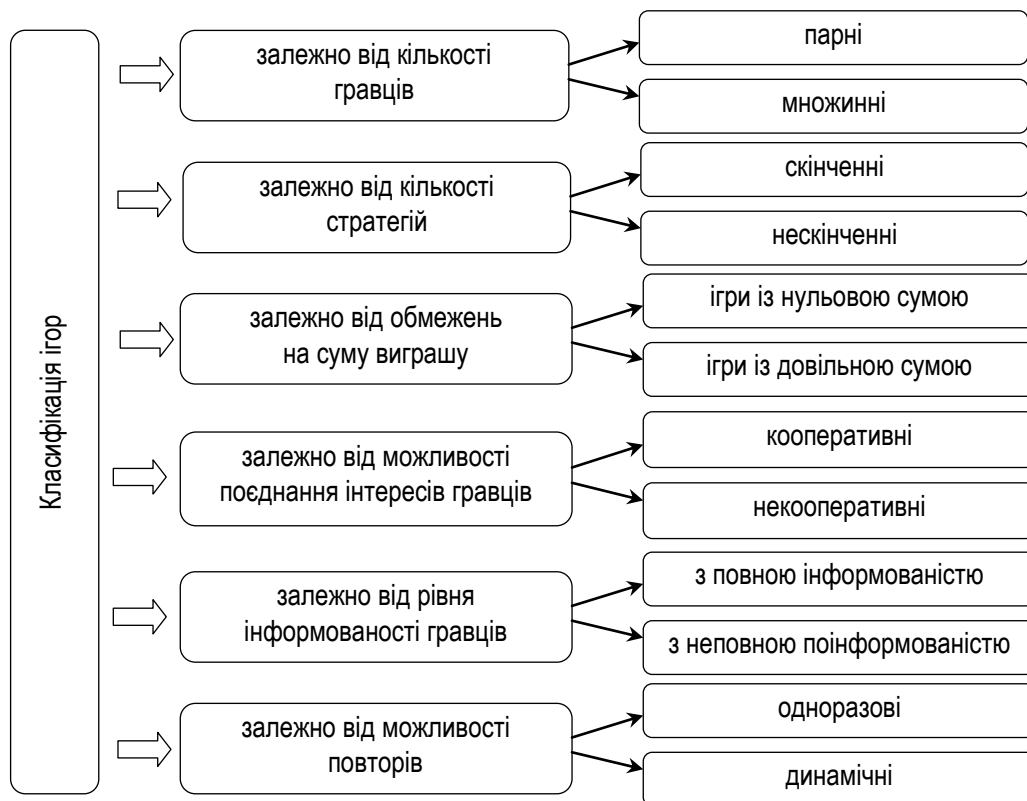 Класифікація ігор
залежно від кількості
гравців
парні
множинні
залежно від кількості
стратегій
скінченні
нескінченні
залежно від обмежень
на суму виграшу
ігри із нульовою сумою
ігри із довільною сумою
залежно від можливості
поєднання інтересів гравців
кооперативні
некооперативні
залежно від рівня
інформованості гравців
з повною інформованістю
з неповною поінформованістю
залежно від можливості
повторів
одноразові
динамічні